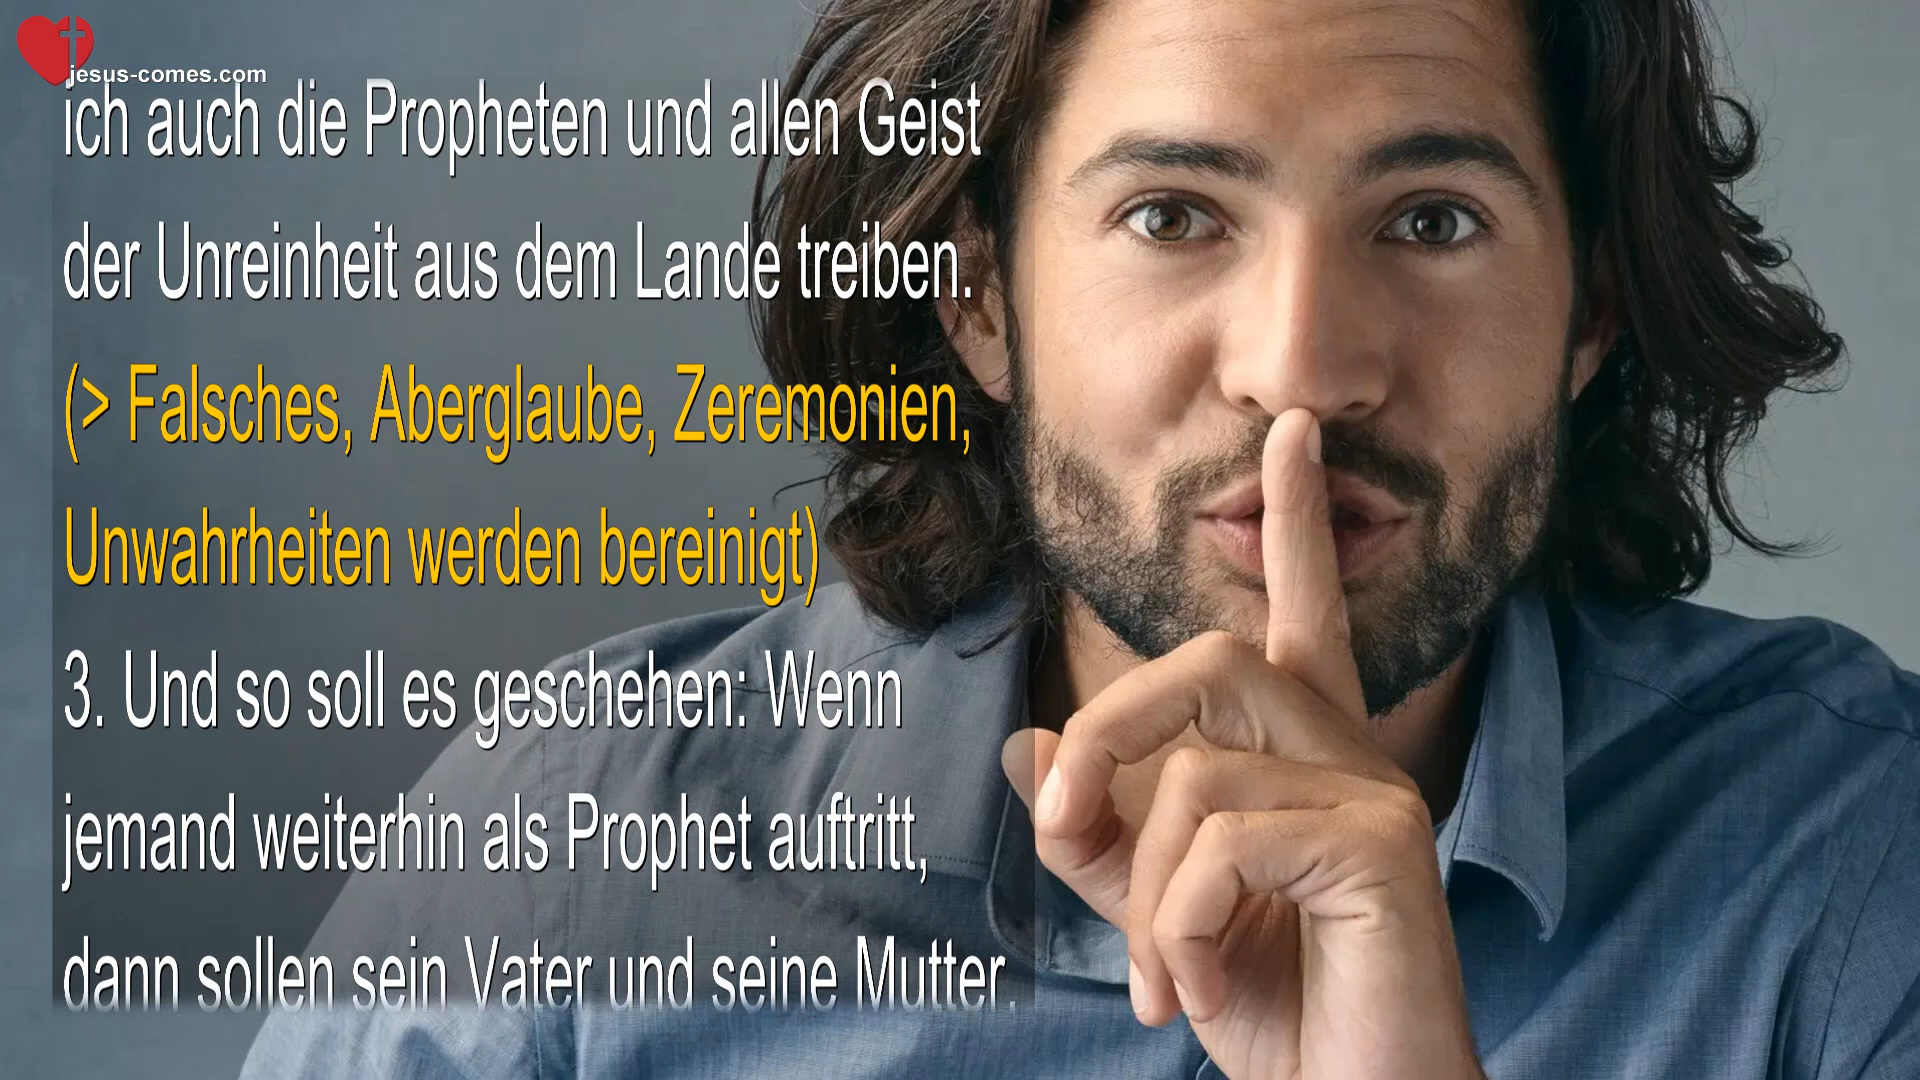 jesus-comes.com
ich auch die Propheten und allen Geist
der Unreinheit aus dem Lande treiben.
(> Falsches, Aberglaube, Zeremonien,
Unwahrheiten werden bereinigt)
3. Und so soll es geschehen: Wenn
jemand weiterhin als Prophet auftritt,
dann sollen sein Vater und seine Mutter,